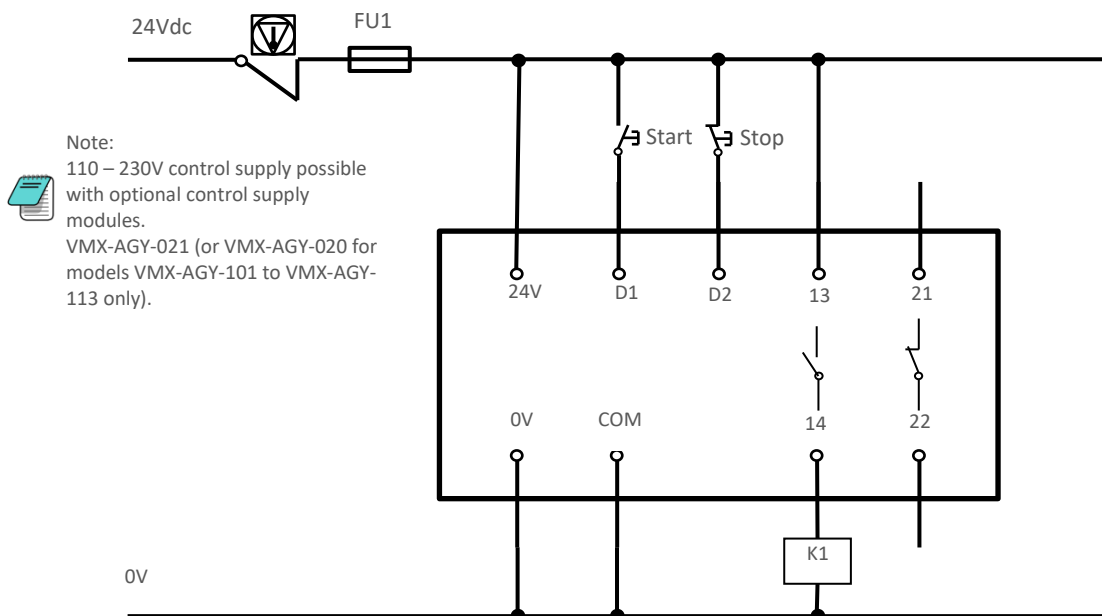 24Vdc
FU1
Note:
110 – 230V control supply possible
with optional control supply
modules.
VMX-AGY-021 (or VMX-AGY-020 for
models VMX-AGY-101 to VMX-AGY-
113 only).
Start
Stop
24V
D1
D2
13
21
0V
COM
14
22
K1
0V